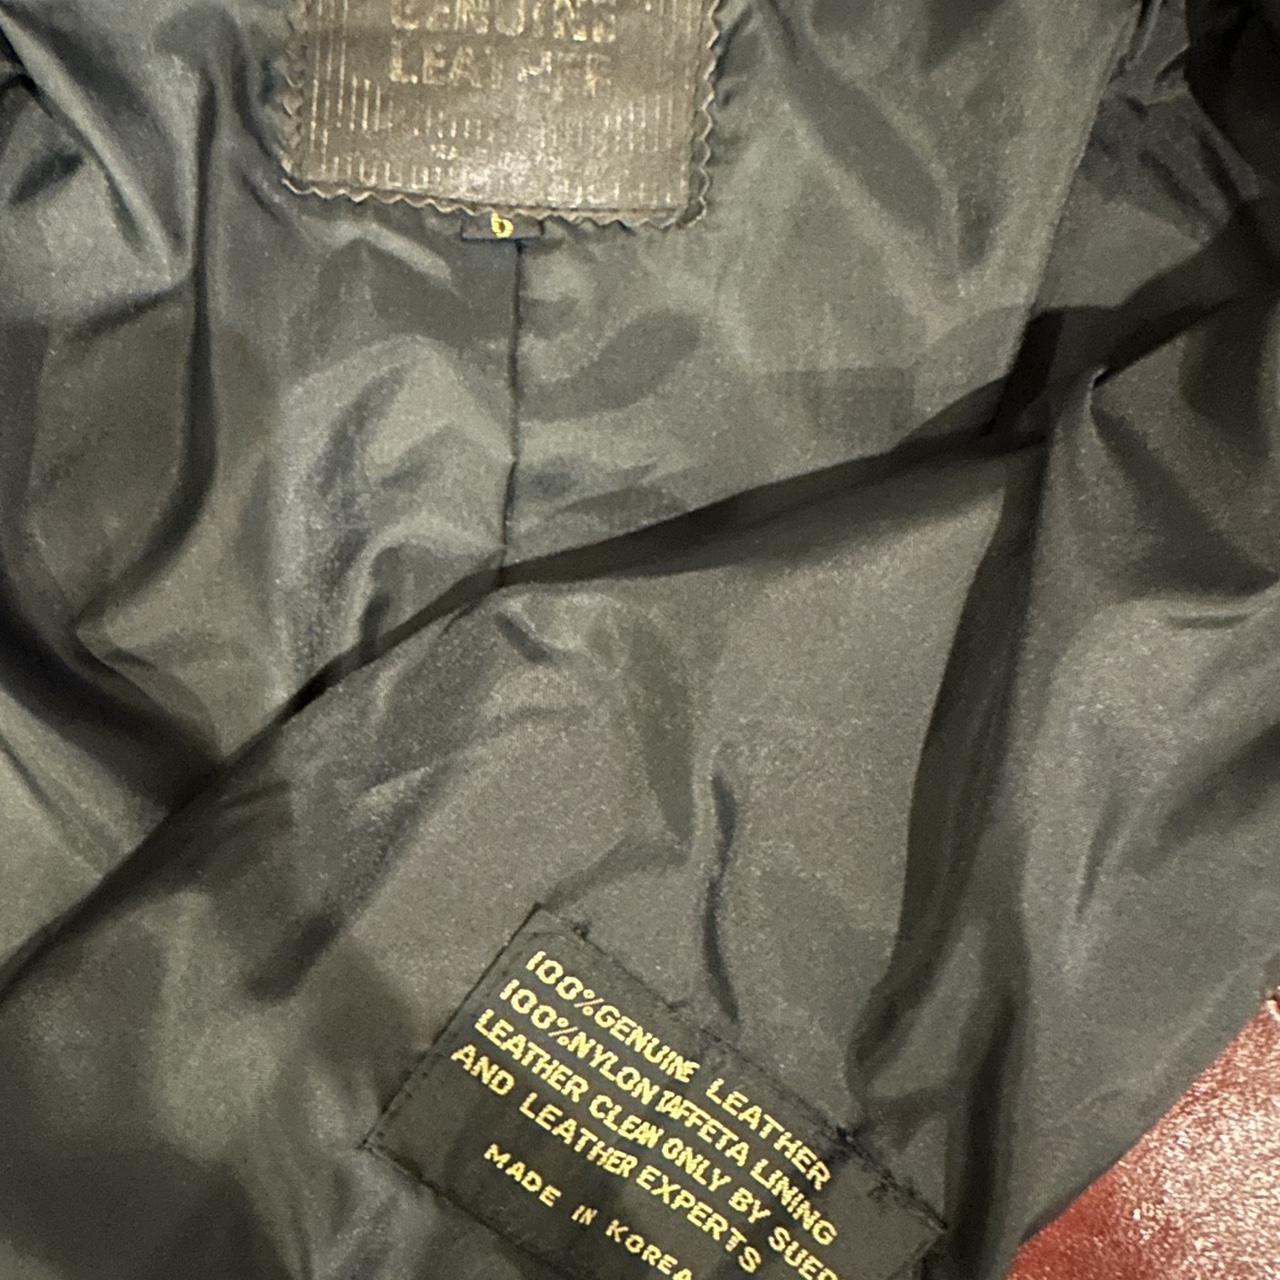 GENUINE
LEATHER
6
100% GENUINE LEATHER
100% NYLON TAFFETA LINING
LEATHER CLEAN ONLY BY SUED
AND LEATHER EXPERTS
MADE IN KOREA